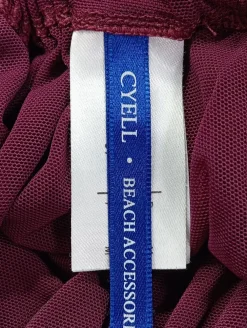 CYELL • BEACH ACCESSORI